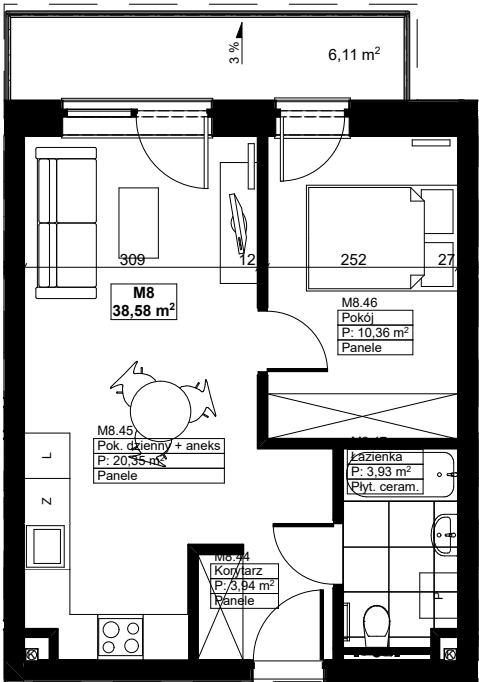 3 %
6,11 m²
309
12
252
27
M8
38,58 m²
M8.46
Pokój
P: 10,36 m²
Panele
M8.45
Pok. dzienny + aneks
P: 20,35 m²
Panele
Łazienka
P: 3,93 m²
Płyt. ceram.
L
Z
M8.44
Korytarz
P: 3,94 m²
Panele
P
K
K